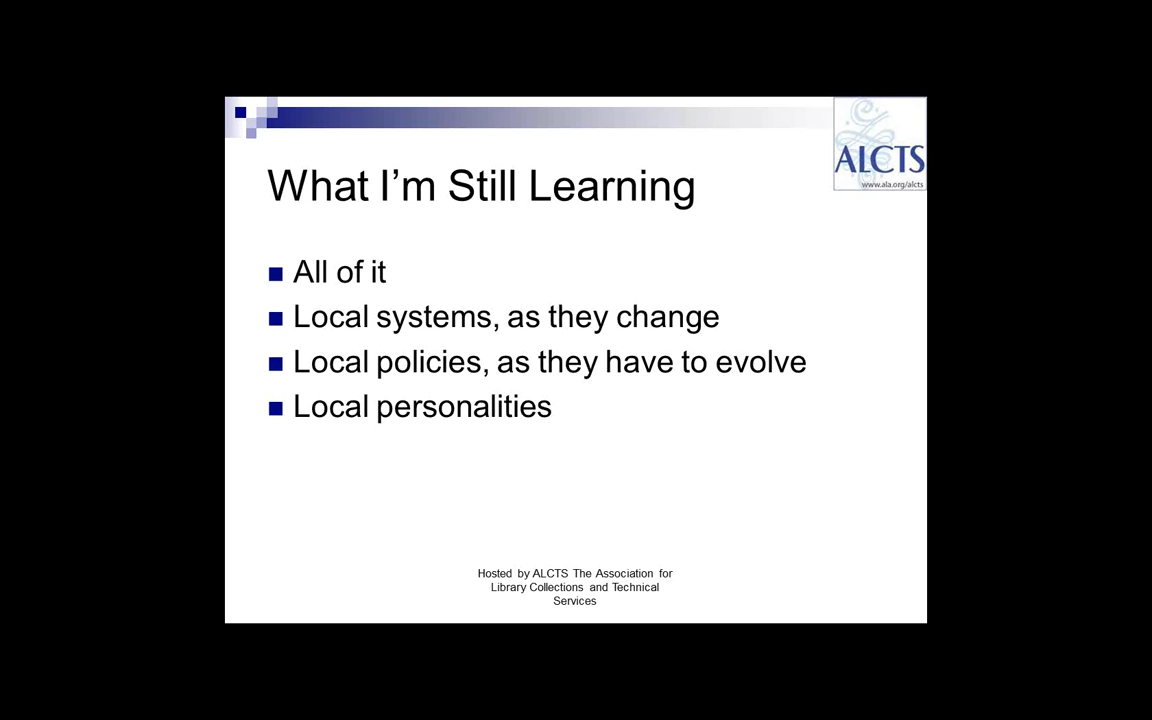 ALCTS
www.ala.org/alcts
What I'm Still Learning
All of it
Local systems, as they change
Local policies, as they have to evolve
Local personalities
Hosted by ALCTS The Association for
Library Collections and Technical
Services